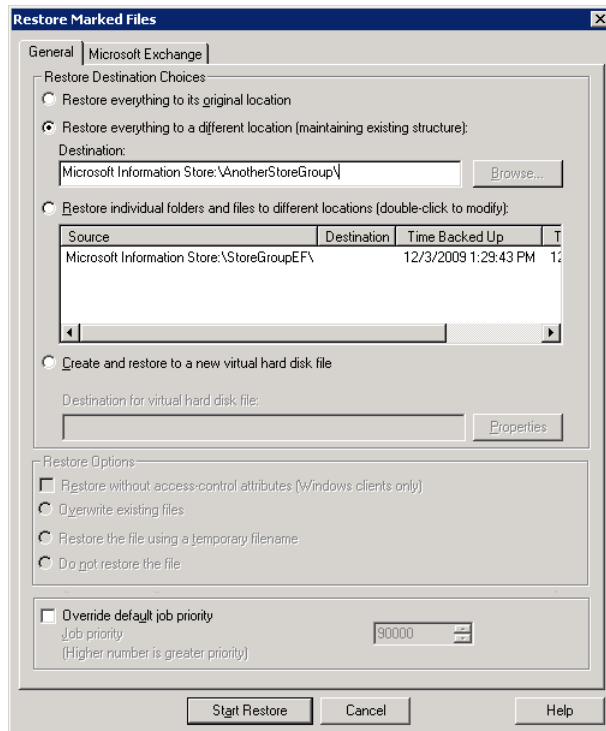 Restore Marked Files
General
Microsoft Exchange
Restore Destination Choices
Restore everything to its original location
Restore everything to a different location (maintaining existing structure):
Destination:
Microsoft Information Store:\AnotherStoreGroup\
Browse...
Restore individual folders and files to different locations (double-click to modify):
Source Destination Time Backed Up T
Microsoft Information Store:\StoreGroupEF\ 12/3/2009 1:29:43 PM 12
Create and restore to a new virtual hard disk file
Destination for virtual hard disk file:
Properties
Restore Options
Restore without access-control attributes (Windows clients only)
Overwrite existing files
Restore the file using a temporary filename
Do not restore the file
Override default job priority
Job priority 90000
(Higher number is greater priority)
Start Restore Cancel Help